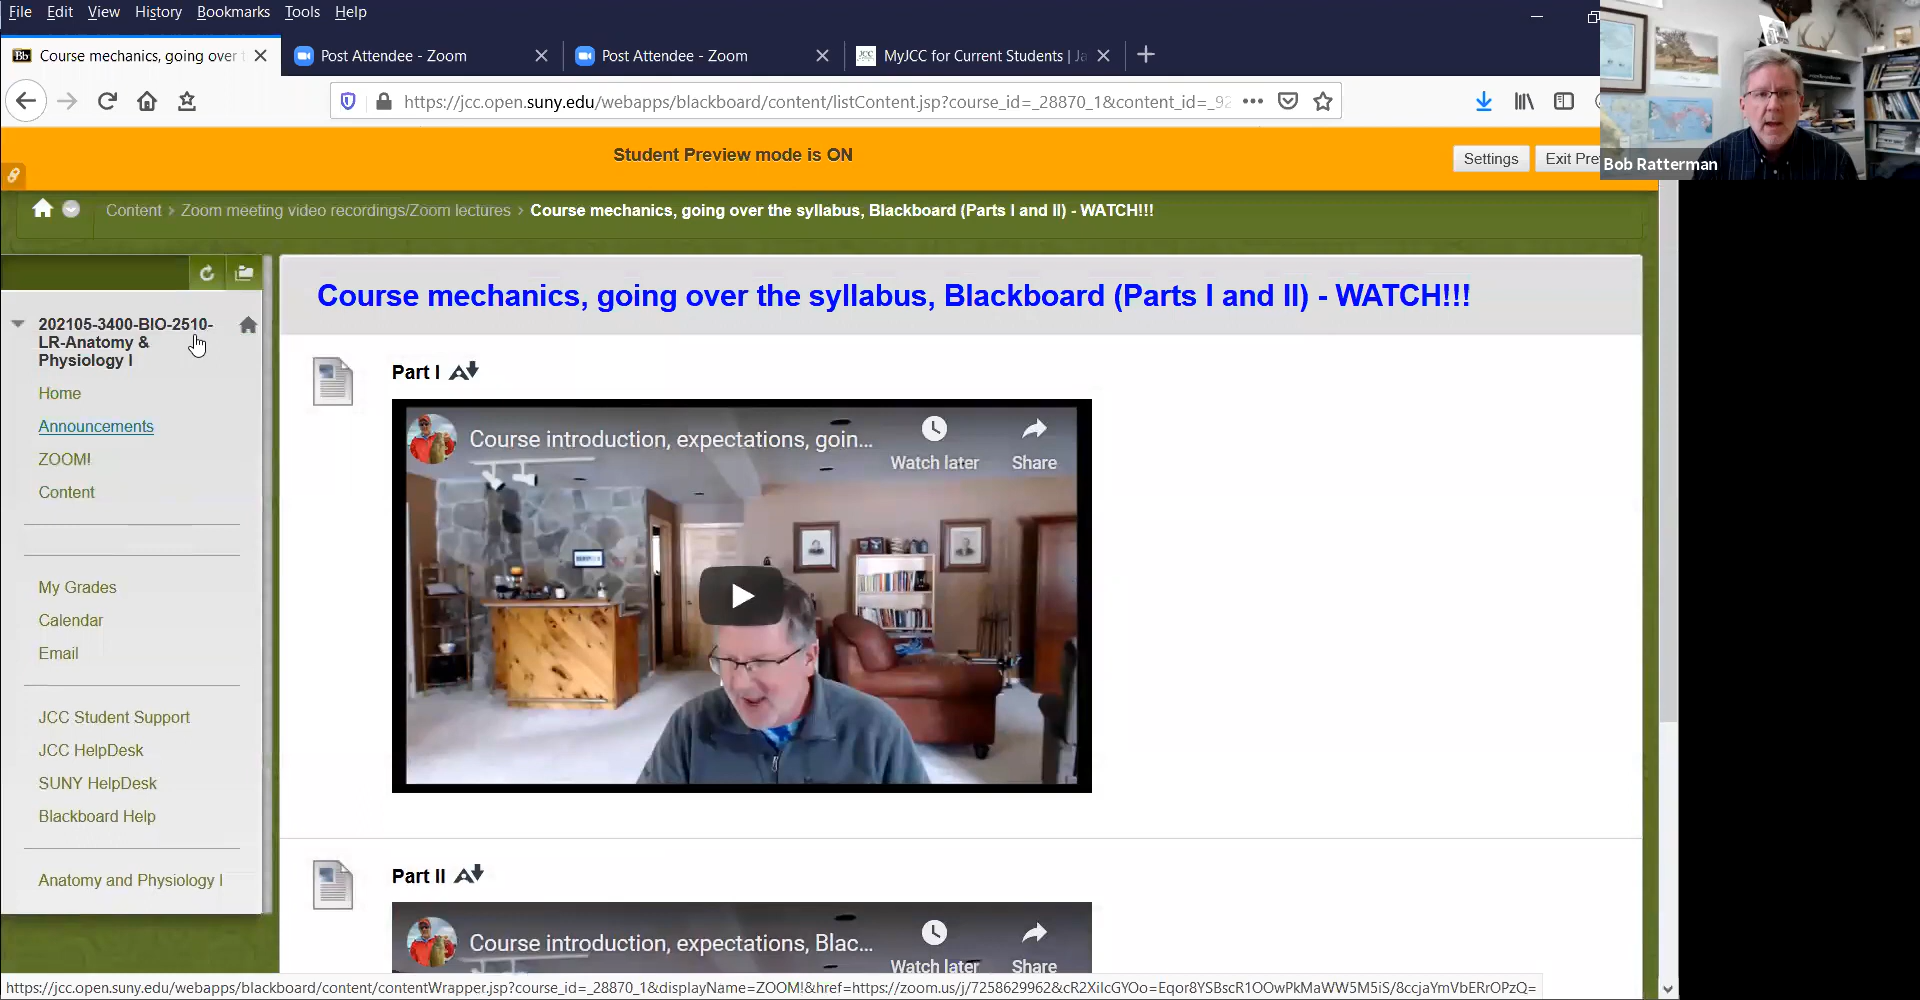 File Edit View History Bookmarks Tools Help
Course mechanics, going over
Post Attendee - Zoom
Post Attendee - Zoom
MyJCC for Current Students |
https://jcc.open.suny.edu/webapps/blackboard/content/listContent.jsp?course_id=_28870_1&content_id=_92
Student Preview mode is ON
Settings
Exit Pre
Bob Ratterman
Content > Zoom meeting video recordings/Zoom lectures > Course mechanics, going over the syllabus, Blackboard (Parts I and II) - WATCH!!!
202105-3400-BIO-2510-
LR-Anatomy &
Physiology I
Home
Announcements
ZOOM!
Content
My Grades
Calendar
Email
JCC Student Support
JCC HelpDesk
SUNY HelpDesk
Blackboard Help
Anatomy and Physiology I
Course mechanics, going over the syllabus, Blackboard (Parts I and II) - WATCH!!!
Part I
Course introduction, expectations, goin...
Watch later
Share
Part II
Course introduction, expectations, Blac...
Watch later
Share
https://jcc.open.suny.edu/webapps/blackboard/content/contentWrapper.jsp?course_id=_28870_1&displayName=ZOOM!&href=https://zoom.us/j/7258629962&cR2XiIcGYOo=Eqor8YSBscR1OOwPkMaWW5M5iS/8ccjaYmVbERrOPzQ=